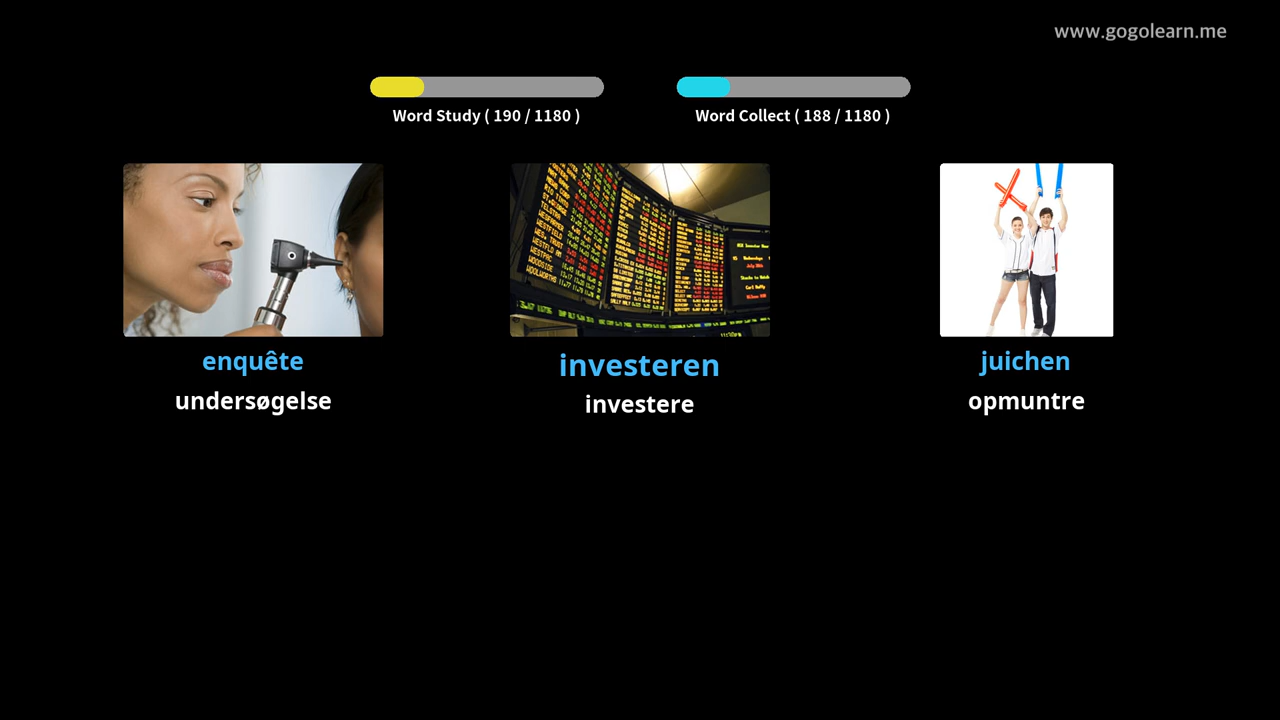 www.gogolearn.me
Word Study ( 190 / 1180 )
Word Collect ( 188 / 1180 )
enquête
investeren
juichen
undersøgelse
investere
opmuntre